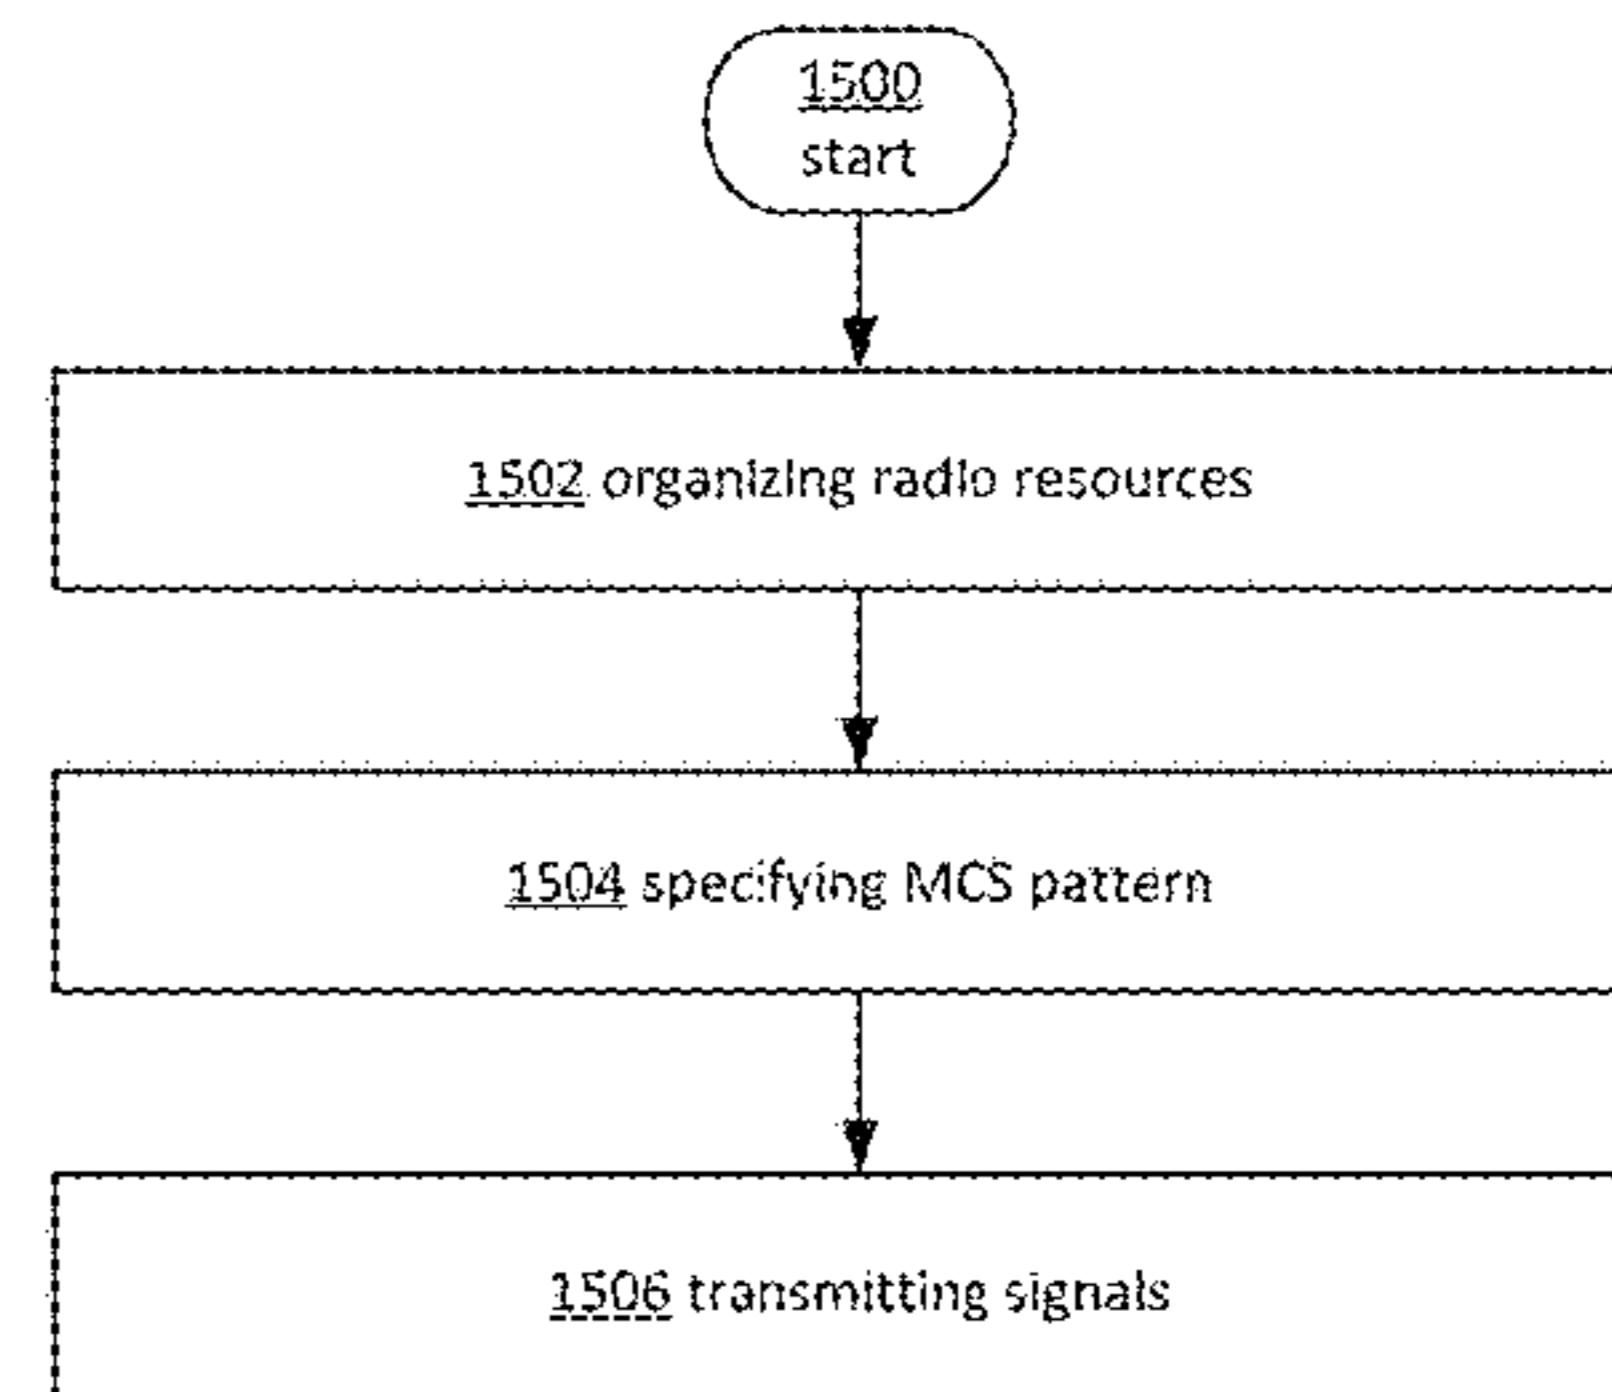 1500
start
1502 organizing radio resources
1504 specifying MCS pattern
1506 transmitting signals